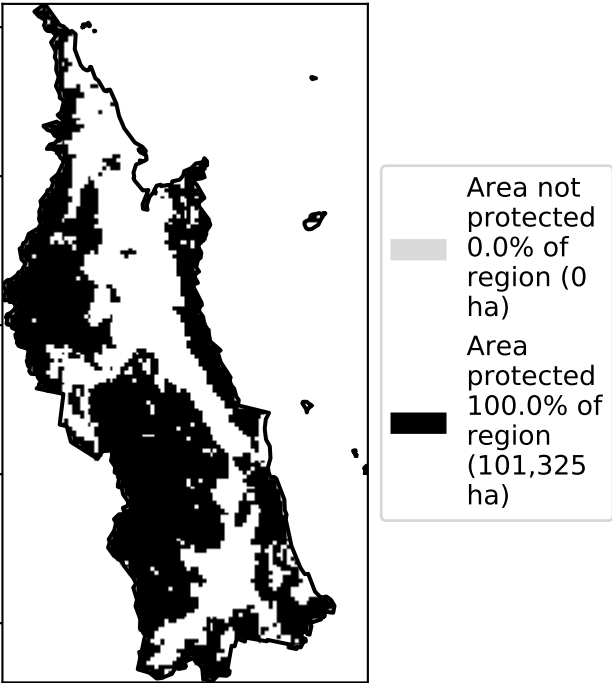 Area not
protected
0.0% of
region (0
ha)
Area
protected
100.0% of
region
(101,325
ha)